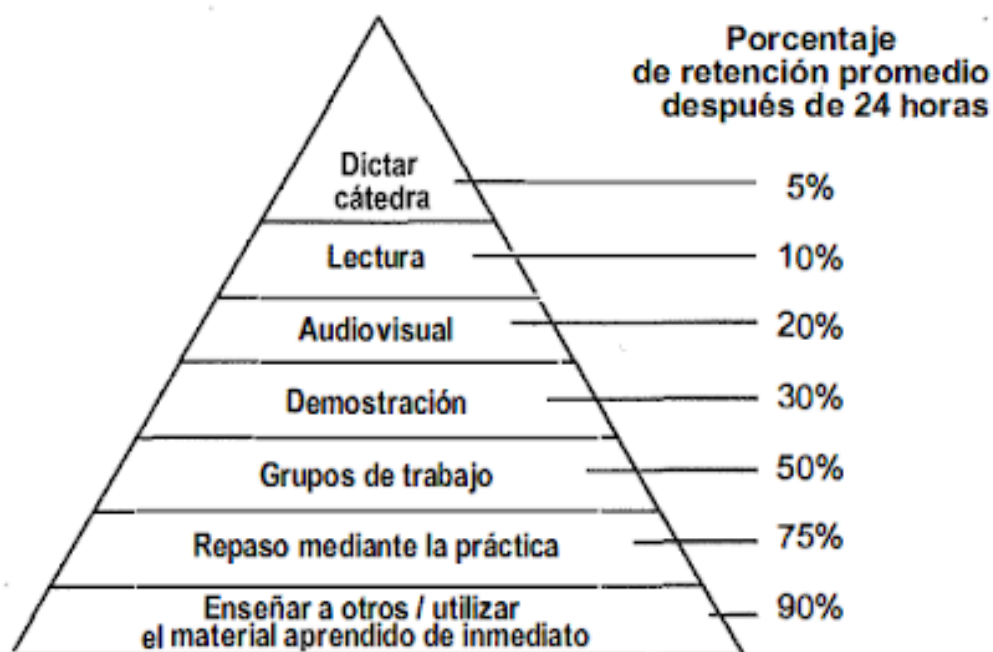 Porcentaje
de retención promedio
después de 24 horas
Dictar
cátedra
5%
Lectura
10%
Audiovisual
20%
Demostración
30%
Grupos de trabajo
50%
Repaso mediante la práctica
75%
Enseñar a otros / utilizar
el material aprendido de inmediato
90%